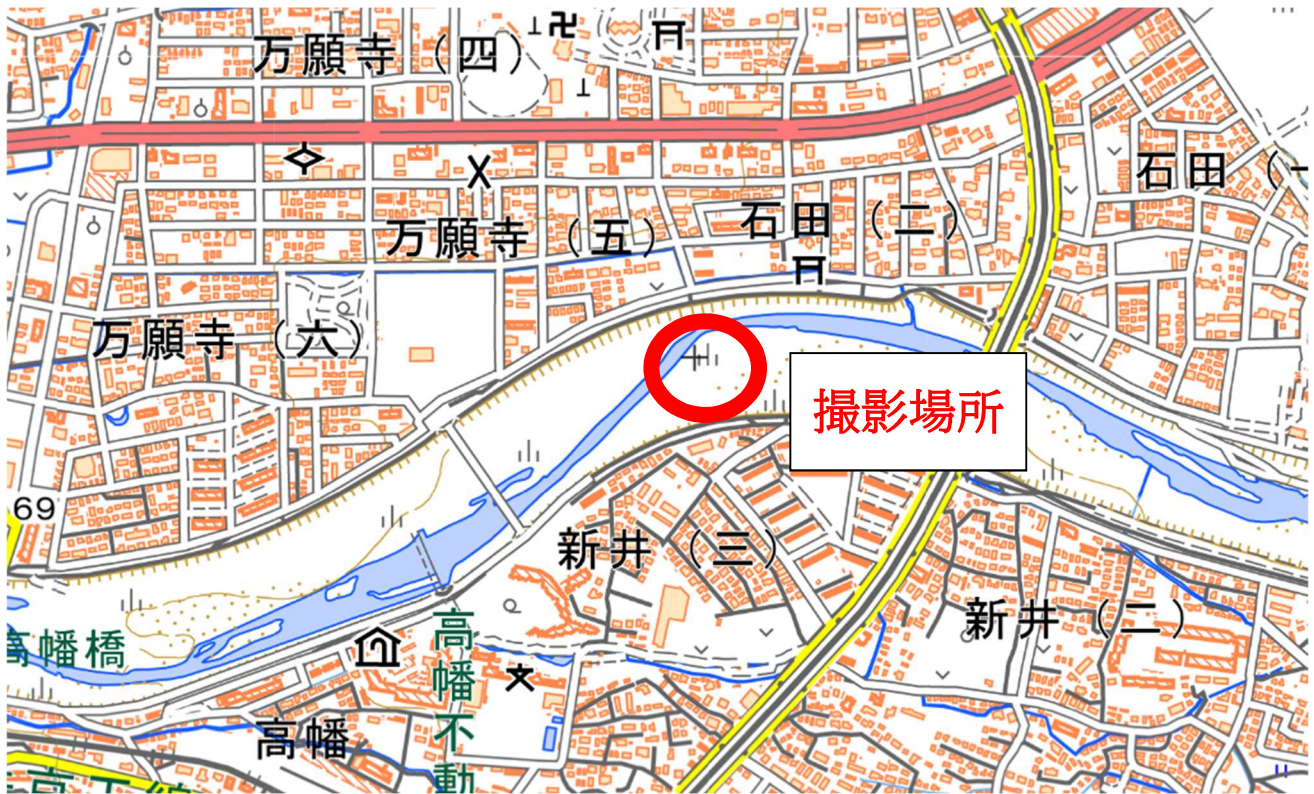 万願寺(四)
石田(一
石田(二)
万願寺(五)
万願寺(六)
撮影場所
69
新井(三)
新井(二)
高幡橋
高幡不動
高幡